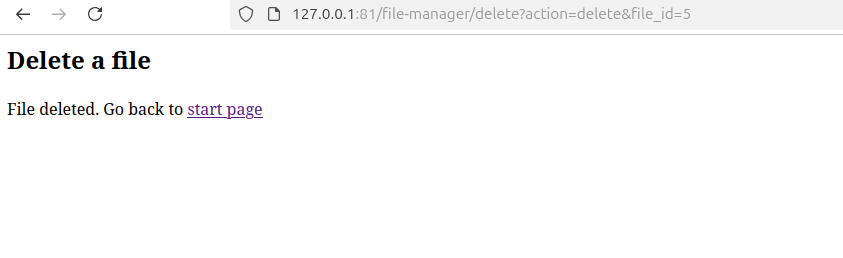 127.0.0.1:81/file-manager/delete?action=delete&file_id=5
Delete a file
File deleted. Go back to start page